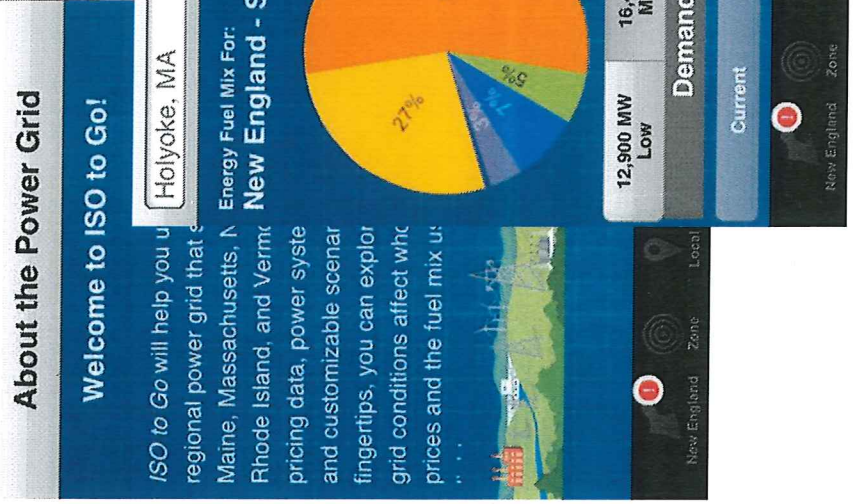 About the Power Grid
Welcome to ISO to Go!
ISO to Go will help you u
regional power grid that s
Maine, Massachusetts, N
Rhode Island, and Vermo
pricing data, power syste
and customizable scenar
fingertips, you can explor
grid conditions affect who
prices and the fuel mix us
New England
Zone
Local
Holyoke, MA
Energy Fuel Mix For:
New England - S
27%
3%
7%
5%
12,900 MW
Low
16,
M
Demand
Current
New England
Zone